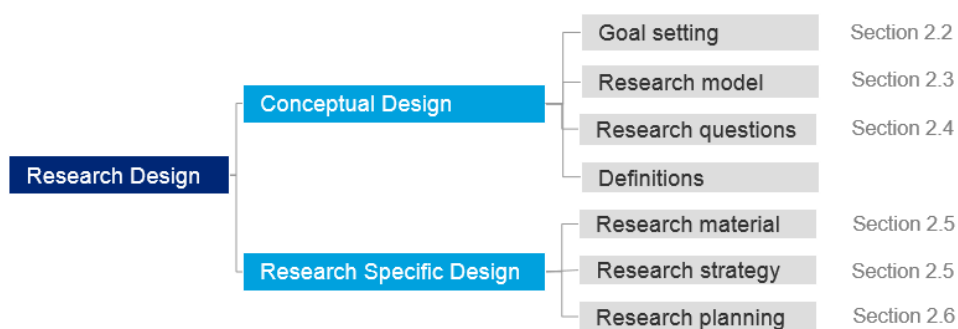 Goal setting Section 2.2
Research model Section 2.3
Conceptual Design
Research questions Section 2.4
Research Design
Definitions
Research material Section 2.5
Research Specific Design
Research strategy Section 2.5
Research planning Section 2.6